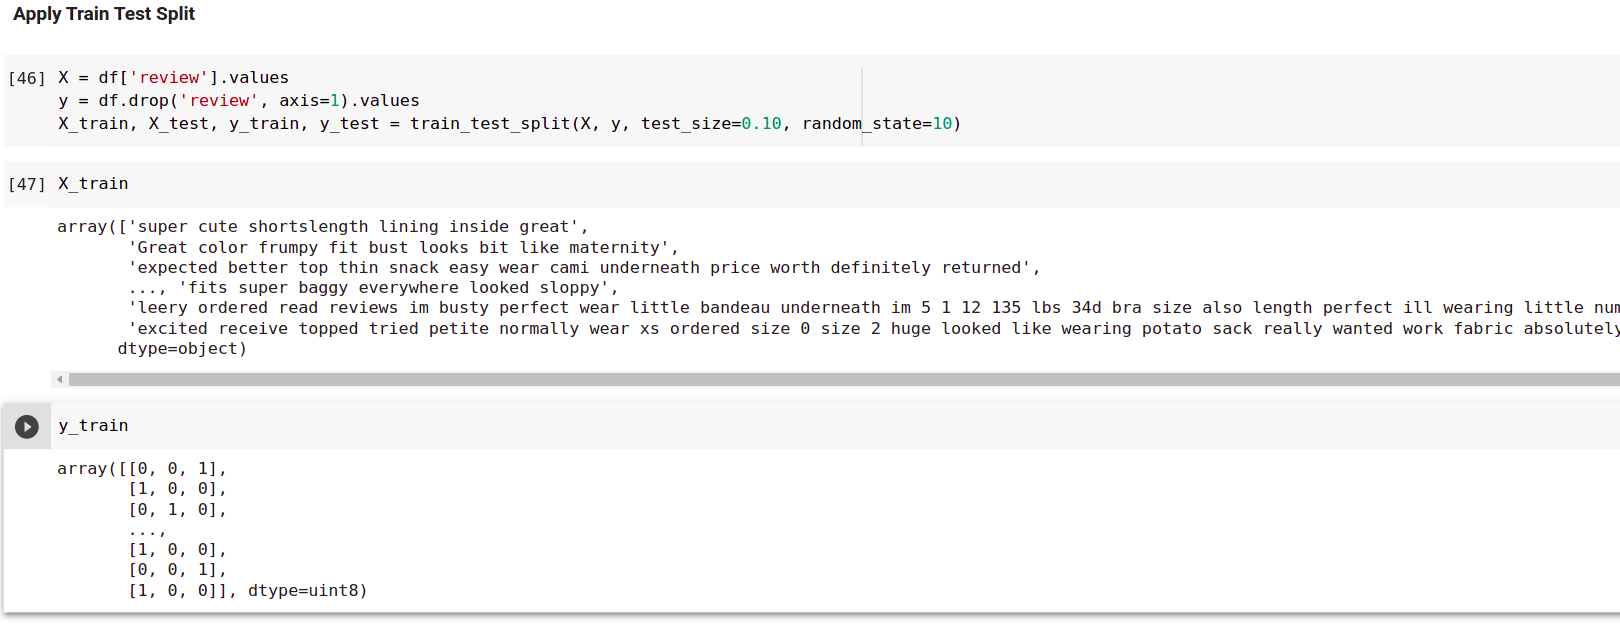 Apply Train Test Split
[46] X = df['review'].values
y = df.drop('review', axis=1).values
X_train, X_test, y_train, y_test = train_test_split(X, y, test_size=0.10, random_state=10)
[47] X_train
array(['super cute shortslength lining inside great',
'Great color frumpy fit bust looks bit like maternity',
'expected better top thin snack easy wear cami underneath price worth definitely returned',
..., 'fits super baggy everywhere looked sloppy',
'leery ordered read reviews im busty perfect wear little bandeau underneath im 5 1 12 135 lbs 34d bra size also length perfect ill wearing little
'excited receive topped tried petite normally wear xs ordered size 0 size 2 huge looked like wearing potato sack really wanted work fabric absolutely
dtype=object)
y_train
array([[0, 0, 1],
[1, 0, 0],
[0, 1, 0],
...,
[1, 0, 0],
[0, 0, 1],
[1, 0, 0]], dtype=uint8)